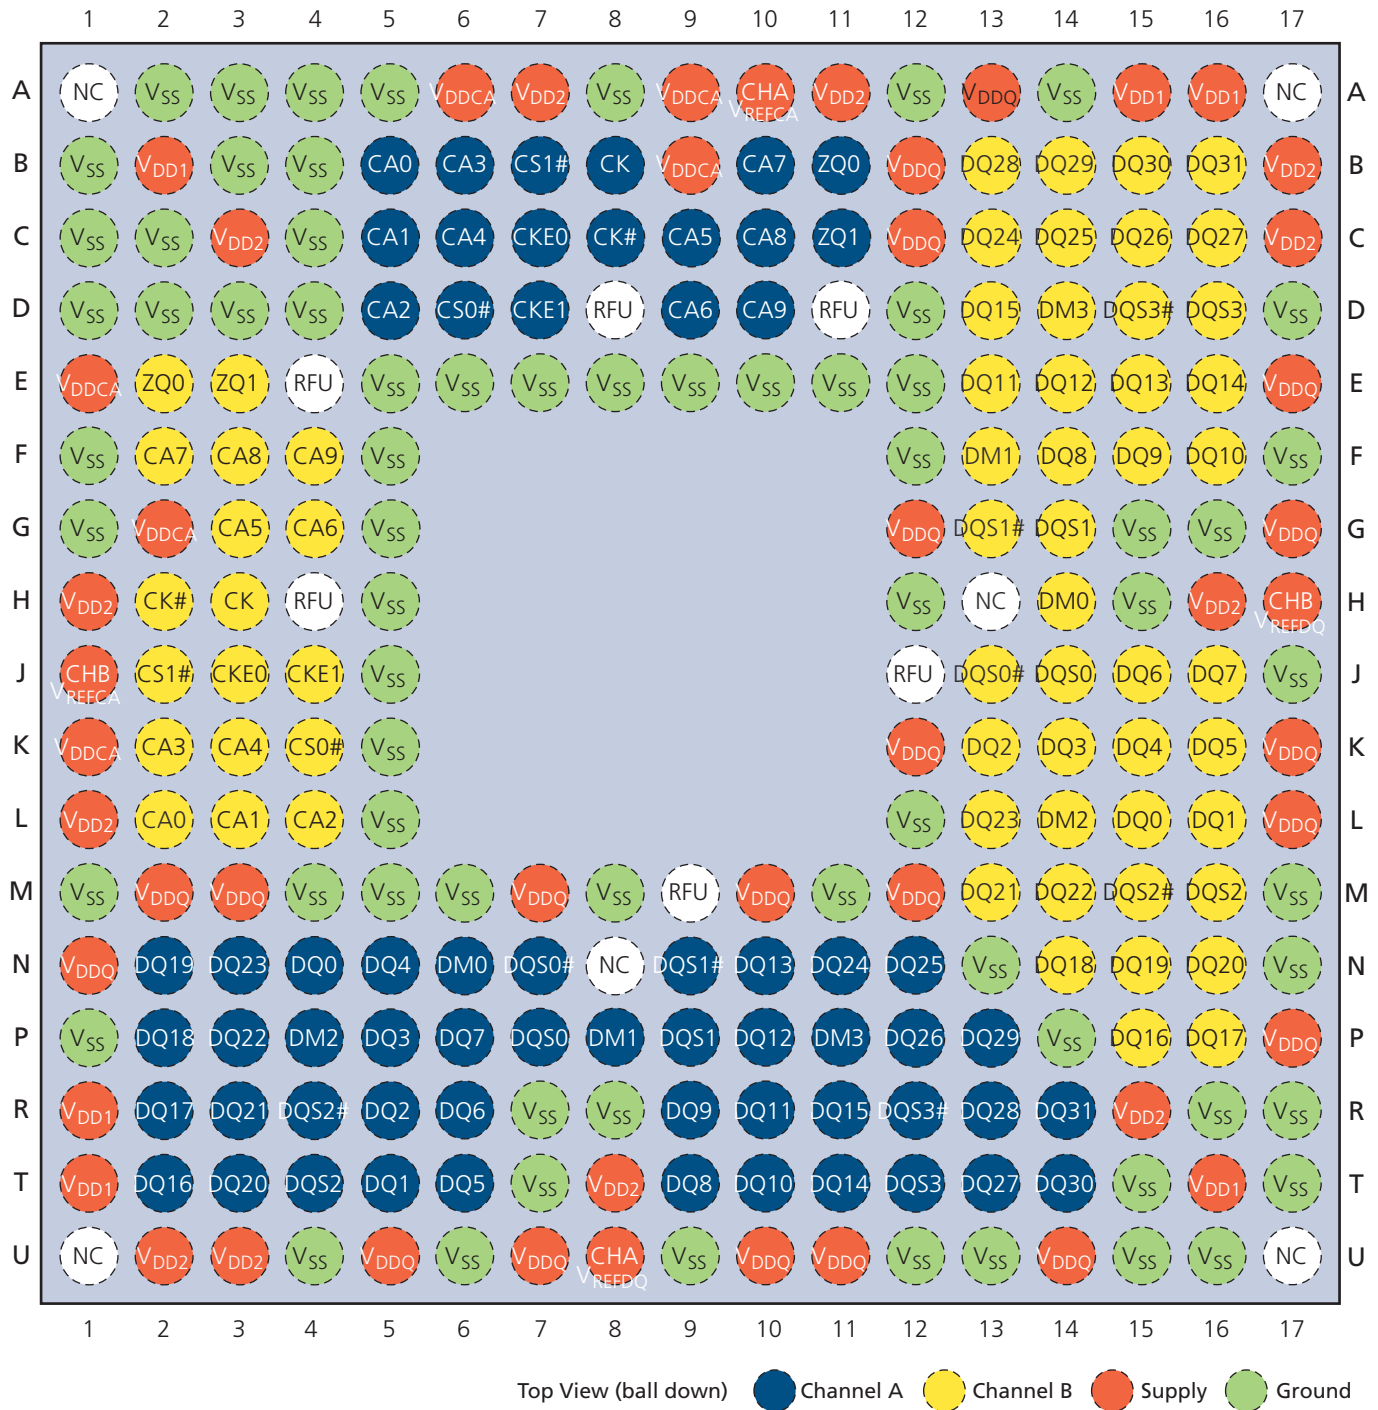 1 2 3 4 5 6 7 8 9 10 11 12 13 14 15 16 17
A NC VSS VSS VSS VSS VDDCA VDD2 VSS VDDCA CHA VREFCA VDD2 VSS VDDQ VSS VDD1 VDD1 NC A
B VSS VDD1 VSS VSS CA0 CA3 CS1# CK VDDCA CA7 ZQ0 VDDQ DQ28 DQ29 DQ30 DQ31 VDD2 B
C VSS VSS VDD2 VSS CA1 CA4 CKE0 CK# CA5 CA8 ZQ1 VDDQ DQ24 DQ25 DQ26 DQ27 VDD2 C
D VSS VSS VSS VSS CA2 CS0# CKE1 RFU CA6 CA9 RFU VSS DQ15 DM3 DQS3# DQS3 VSS D
E VDDCA ZQ0 ZQ1 RFU VSS VSS VSS VSS VSS VSS VSS VSS DQ11 DQ12 DQ13 DQ14 VDDQ E
F VSS CA7 CA8 CA9 VSS VSS DM1 DQ8 DQ9 DQ10 VSS F
G VSS VDDCA CA5 CA6 VSS VDDQ DQS1# DQS1 VSS VSS VDDQ G
H VDD2 CK# CK RFU VSS VSS NC DM0 VSS VDD2 CHB VREFDQ H
J CHB VREFCA CS1# CKE0 CKE1 VSS RFU DQS0# DQS0 DQ6 DQ7 VSS J
K VDDCA CA3 CA4 CS0# VSS VDDQ DQ2 DQ3 DQ4 DQ5 VDDQ K
L VDD2 CA0 CA1 CA2 VSS VSS DQ23 DM2 DQ0 DQ1 VDDQ L
M VSS VDDQ VDDQ VSS VSS VSS VDDQ VSS RFU VDDQ VSS VDDQ DQ21 DQ22 DQS2# DQS2 VSS M
N VDDQ DQ19 DQ23 DQ0 DQ4 DM0 DQS0# NC DQS1# DQ13 DQ24 DQ25 VSS DQ18 DQ19 DQ20 VSS N
P VSS DQ18 DQ22 DM2 DQ3 DQ7 DQS0 DM1 DQS1 DQ12 DM3 DQ26 DQ29 VSS DQ16 DQ17 VDDQ P
R VDD1 DQ17 DQ21 DQS2# DQ2 DQ6 VSS VSS DQ9 DQ11 DQ15 DQS3# DQ28 DQ31 VDD2 VSS VSS R
T VDD1 DQ16 DQ20 DQS2 DQ1 DQ5 VSS VDD2 DQ8 DQ10 DQ14 DQS3 DQ27 DQ30 VSS VDD1 VSS T
U NC VDD2 VDD2 VSS VDDQ VSS VDDQ CHA VREFDQ VSS VDDQ VDDQ VSS VSS VDDQ VSS VSS NC U
1 2 3 4 5 6 7 8 9 10 11 12 13 14 15 16 17
Top View (ball down) Channel A Channel B Supply Ground